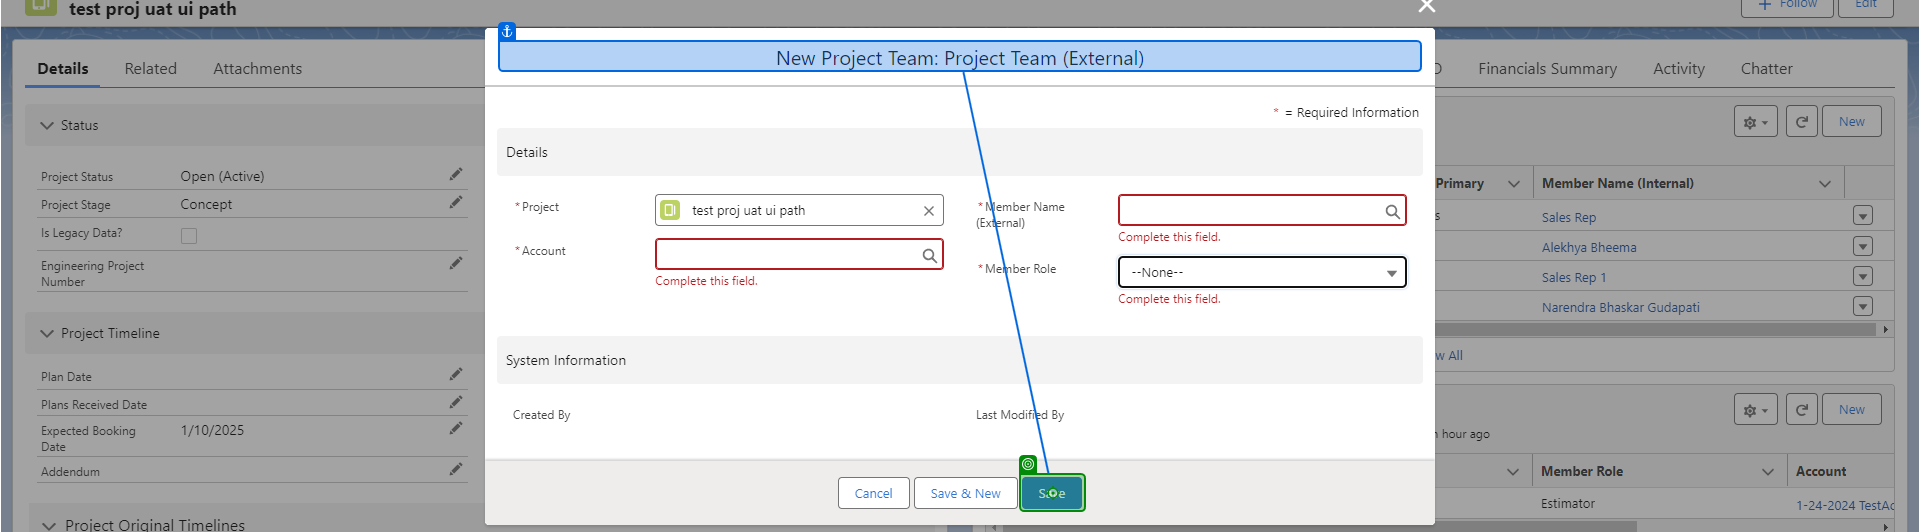 test proj uat ui path
Follow
Edit
Details Related Attachments
Financials Summary Activity Chatter
Status
Project Status Open (Active)
Project Stage Concept
Is Legacy Data?
Engineering Project
Number
Project Timeline
Plan Date
Plans Received Date
Expected Booking
Date
1/10/2025
Addendum
Project Original Timelines
New Project Team: Project Team (External)
* = Required Information
Details
*Project
test proj uat ui path
*Account
Complete this field.
*Member Name
(External)
Complete this field.
*Member Role
--None--
Complete this field.
System Information
Created By
Last Modified By
Cancel
Save & New
Save
New
Primary
Member Name (Internal)
Sales Rep
Alekhya Bheema
Sales Rep 1
Narendra Bhaskar Gudapati
All
New
hour ago
Member Role
Account
Estimator
1-24-2024 TestAc